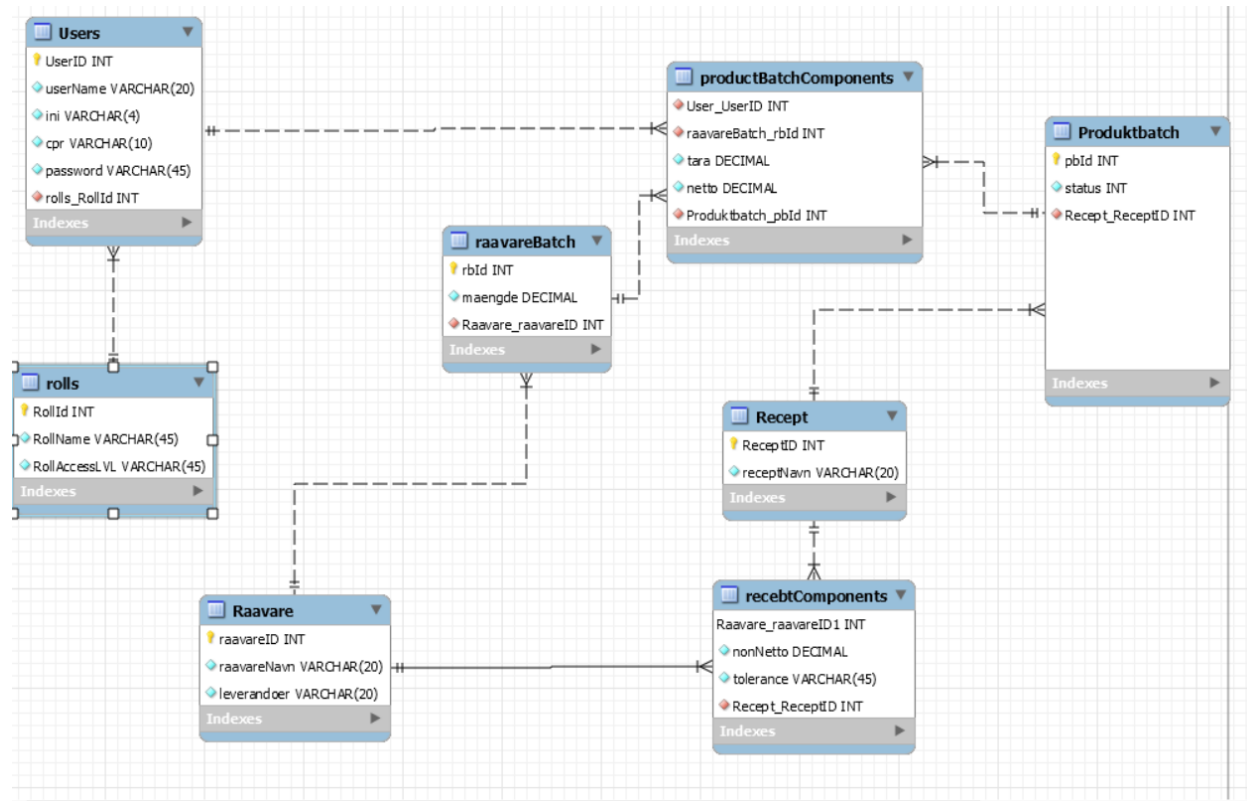 Users
UserID INT
userName VARCHAR(20)
ini VARCHAR(4)
cpr VARCHAR(10)
password VARCHAR(45)
rolls_RollId INT
Indexes
productBatchComponents
User_UserID INT
raavareBatch_rbId INT
tara DECIMAL
netto DECIMAL
Produktbatch_pbId INT
Indexes
Produktbatch
pbId INT
status INT
Recept_ReceptID INT
Indexes
raavareBatch
rbId INT
maengde DECIMAL
Raavare_raavareID INT
Indexes
rolls
RollId INT
RollName VARCHAR(45)
RollAccessLVL VARCHAR(45)
Indexes
Recept
ReceptID INT
receptNavn VARCHAR(20)
Indexes
Raavare
raavareID INT
raavareNavn VARCHAR(20)
leverandoer VARCHAR(20)
Indexes
recebtComponents
Raavare_raavareID1 INT
nonNetto DECIMAL
tolerance VARCHAR(45)
Recept_ReceptID INT
Indexes